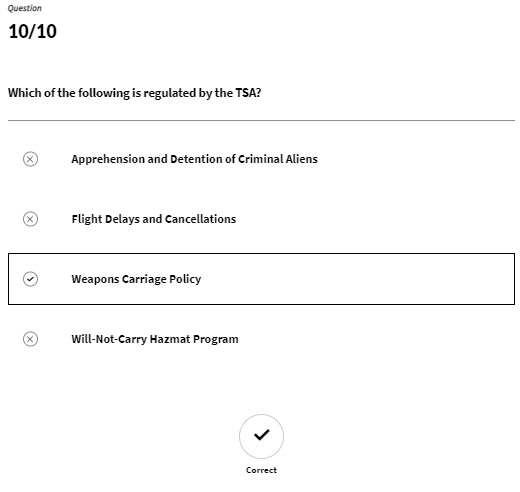 Question
10/10
Which of the following is regulated by the TSA?
Apprehension and Detention of Criminal Aliens
Flight Delays and Cancellations
Weapons Carriage Policy
Will-Not-Carry Hazmat Program
Correct